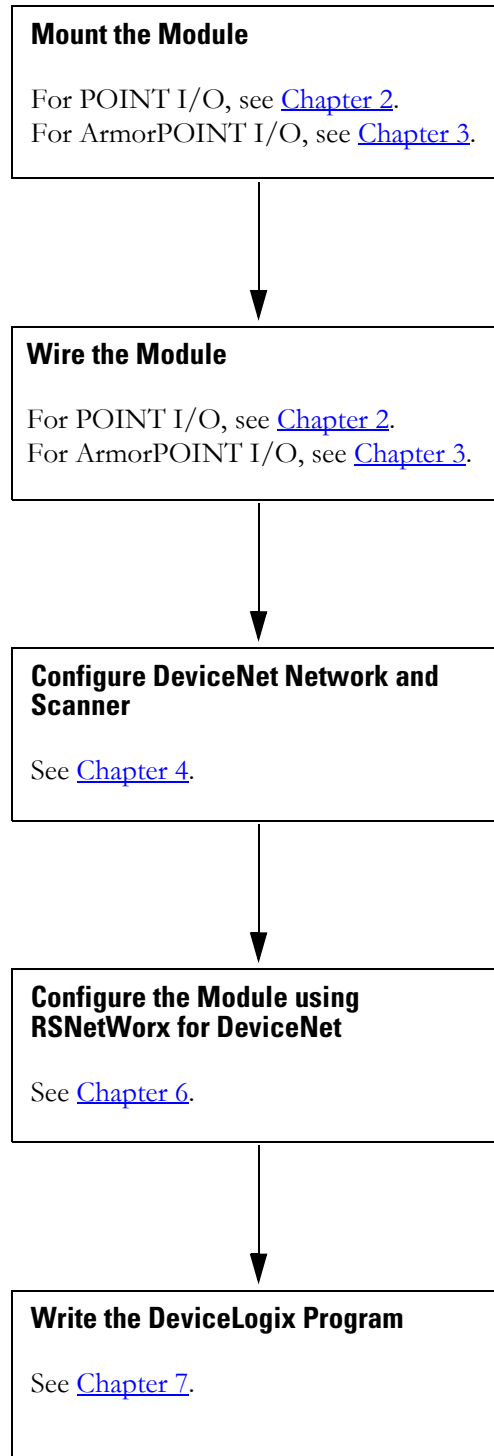 Mount the Module
For POINT I/O, see Chapter 2.
For ArmorPOINT I/O, see Chapter 3.
Wire the Module
For POINT I/O, see Chapter 2.
For ArmorPOINT I/O, see Chapter 3.
Configure DeviceNet Network and
Scanner
See Chapter 4.
Configure the Module using
RSNetWorx for DeviceNet
See Chapter 6.
Write the DeviceLogix Program
See Chapter 7.